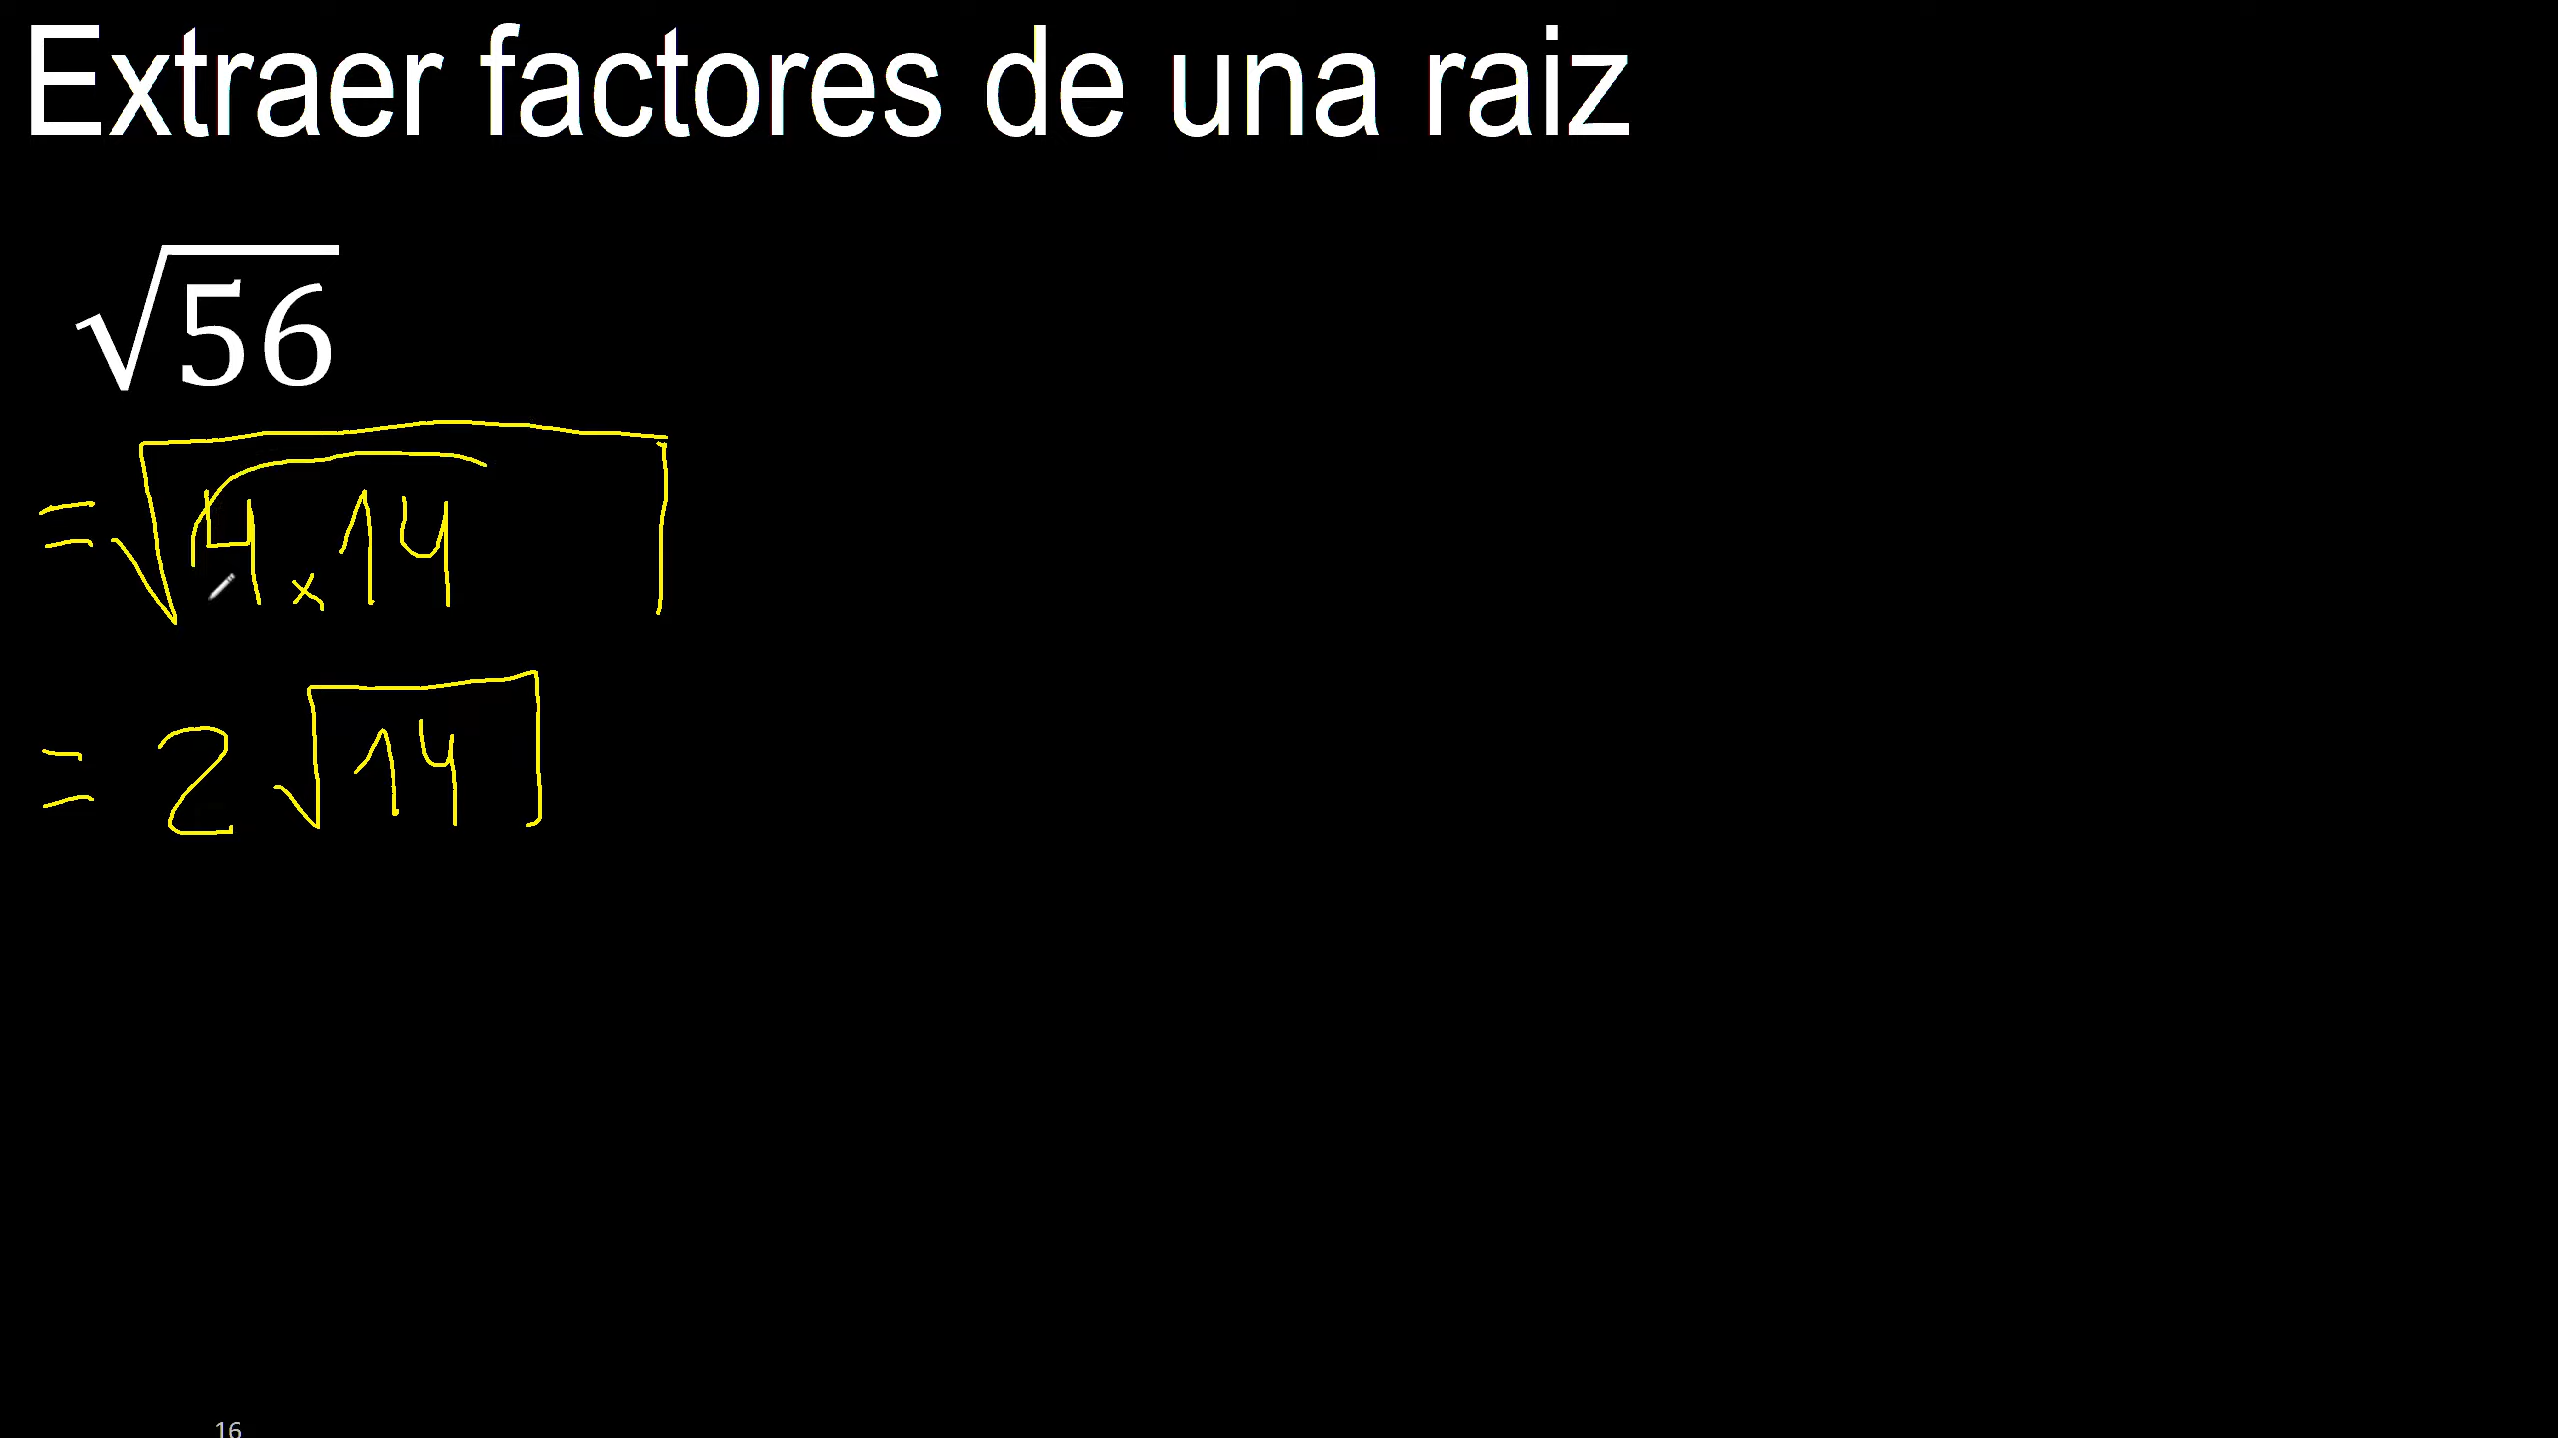 Extraer factores de una raiz
√56
= √4 × 14
= 2 √14
16